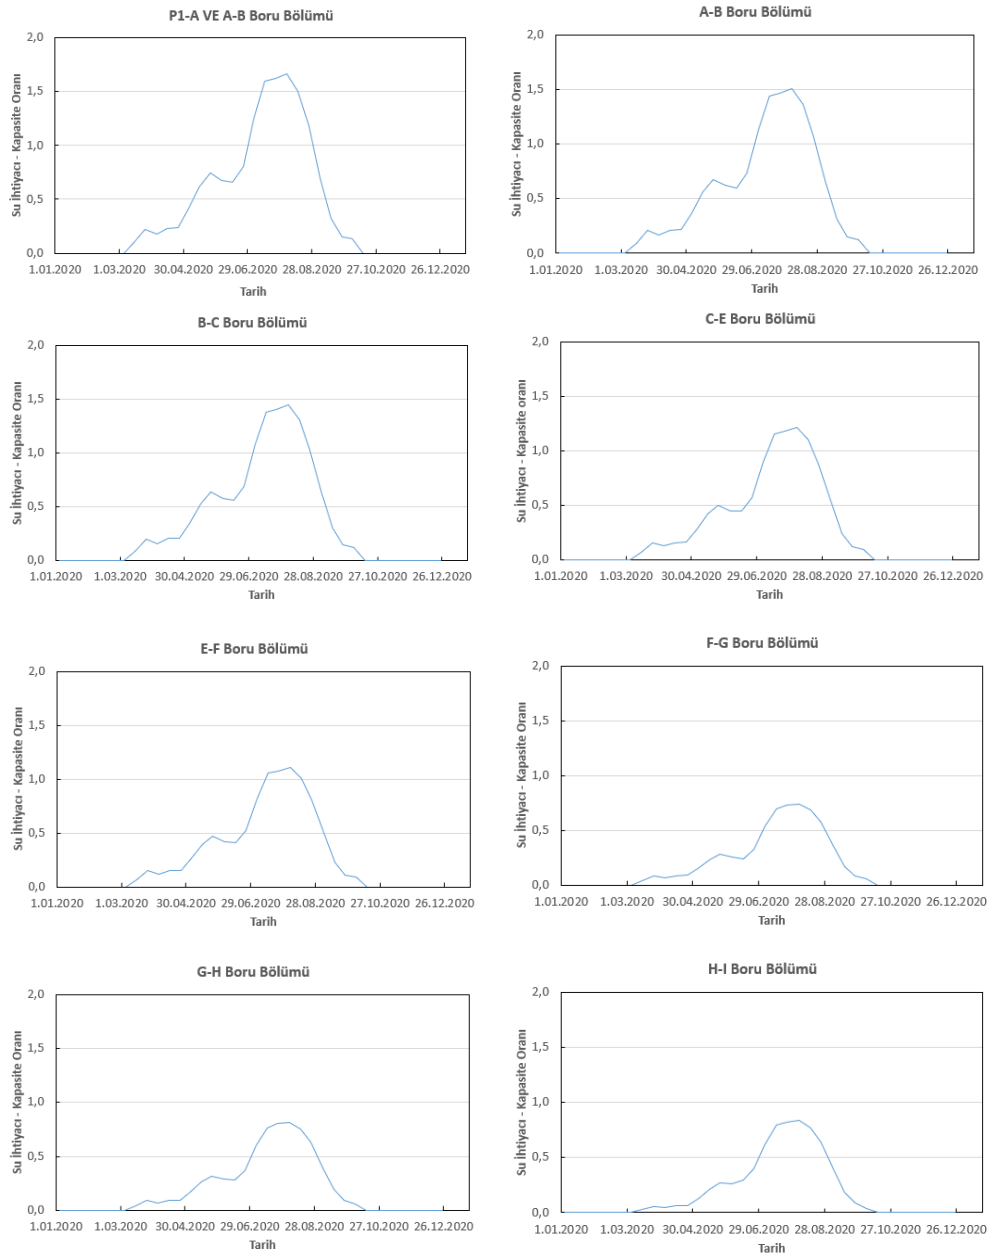 P1-A VE A-B Boru Bölümü
Su İhtiyacı - Kapasite Oranı
2,0
1,5
1,0
0,5
0,0
1.01.2020 1.03.2020 30.04.2020 29.06.2020 28.08.2020 27.10.2020 26.12.2020
Tarih
A-B Boru Bölümü
Su İhtiyacı - Kapasite Oranı
2,0
1,5
1,0
0,5
0,0
1.01.2020 1.03.2020 30.04.2020 29.06.2020 28.08.2020 27.10.2020 26.12.2020
Tarih
B-C Boru Bölümü
Su İhtiyacı - Kapasite Oranı
2,0
1,5
1,0
0,5
0,0
1.01.2020 1.03.2020 30.04.2020 29.06.2020 28.08.2020 27.10.2020 26.12.2020
Tarih
C-E Boru Bölümü
Su İhtiyacı - Kapasite oranı
2,0
1,5
1,0
0,5
0,0
1.01.2020 1.03.2020 30.04.2020 29.06.2020 28.08.2020 27.10.2020 26.12.2020
Tarih
E-F Boru Bölümü
Su İhtiyacı - Kapasite Oranı
2,0
1,5
1,0
0,5
0,0
1.01.2020 1.03.2020 30.04.2020 29.06.2020 28.08.2020 27.10.2020 26.12.2020
Tarih
F-G Boru Bölümü
Su İhtiyacı - Kapasite Oranı
2,0
1,5
1,0
0,5
0,0
1.01.2020 1.03.2020 30.04.2020 29.06.2020 28.08.2020 27.10.2020 26.12.2020
Tarih
G-H Boru Bölümü
Su İhtiyacı - Kapasite Oranı
2,0
1,5
1,0
0,5
0,0
1.01.2020 1.03.2020 30.04.2020 29.06.2020 28.08.2020 27.10.2020 26.12.2020
Tarih
H-I Boru Bölümü
Su İhtiyacı - Kapasite Oranı
2,0
1,5
1,0
0,5
0,0
1.01.2020 1.03.2020 30.04.2020 29.06.2020 28.08.2020 27.10.2020 26.12.2020
Tarih